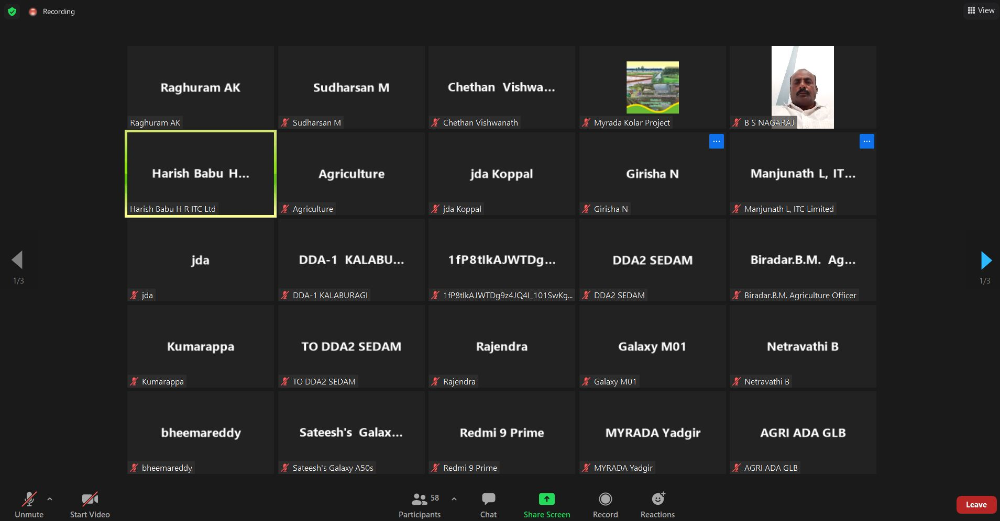 Recording
View
Raghuram AK
Sudharsan M
Chethan Vishwa...
Raghuram AK
Sudharsan M
Chethan Vishwanath
Myrada Kolar Project
B S NAGARAJ
Harish Babu H...
Agriculture
jda Koppal
Girisha N
Manjunath L, IT...
Harish Babu H R ITC Ltd
Agriculture
jda Koppal
Girisha N
Manjunath L, ITC Limited
jda
DDA-1 KALABU...
1fP8tIkAJWTDg...
DDA2 SEDAM
Biradar.B.M. Ag...
1/3
1/3
jda
DDA-1 KALABURAGI
1fP8tIkAJWTDg9z4JQ4I_101SwKg...
DDA2 SEDAM
Biradar.B.M. Agriculture Officer
Kumarappa
TO DDA2 SEDAM
Rajendra
Galaxy M01
Netravathi B
Kumarappa
TO DDA2 SEDAM
Rajendra
Galaxy M01
Netravathi B
bheemareddy
Sateesh's Galax...
Redmi 9 Prime
MYRADA Yadgir
AGRI ADA GLB
bheemareddy
Sateesh's Galaxy A50s
Redmi 9 Prime
MYRADA Yadgir
AGRI ADA GLB
58
Unmute
Start Video
Participants
Chat
Share Screen
Record
Reactions
Leave